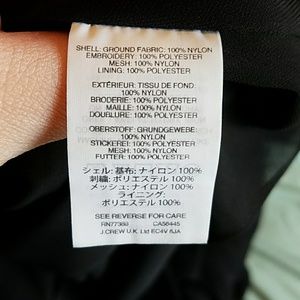 SHELL: GROUND FABRIC: 100% NYLON
EMBROIDERY: 100% POLYESTER
MESH: 100% NYLON
LINING: 100% POLYESTER
EXTÉRIEUR: TISSU DE FOND:
100% NYLON
BRODERIE: 100% POLYESTER
MAILLE: 100% NYLON
DOUBLURE: 100% POLYESTER
OBERSTOFF: GRUNDGEWEBE:
100% NYLON
STICKEREI: 100% POLYESTER
MESH: 100% NYLON
FUTTER: 100% POLYESTER
シェル: 基布: ナイロン 100%
刺繍: ポリエステル 100%
メッシュ: ナイロン 100%
ライニング:
ポリエステル 100%
SEE REVERSE FOR CARE
RN77388 CA56445
J.CREW U.K. Ltd EC4V 6JA